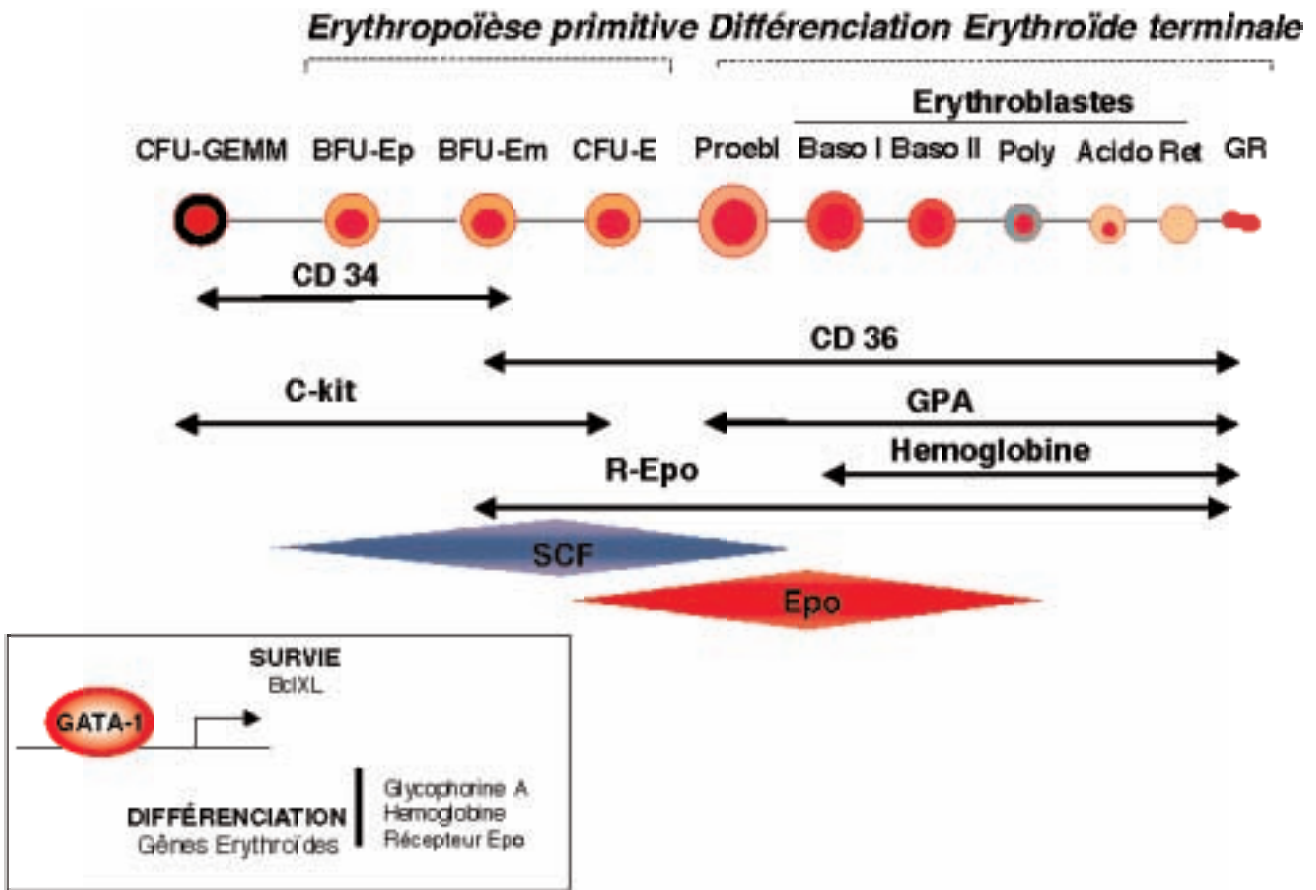 Erythropoïèse primitive Différenciation Erythroïde terminale
Erythroblastes
CFU-GEMM BFU-Ep BFU-Em CFU-E Proebl Baso I Baso II Poly Acido Ret GR
CD 34
CD 36
C-kit
GPA
Hemoglobine
R-Epo
SCF
Epo
SURVIE
BclXL
GATA-1
DIFFÉRENCIATION
Gênes Erythroïdes
Glycophorine A
Hemoglobine
Récepteur Epo